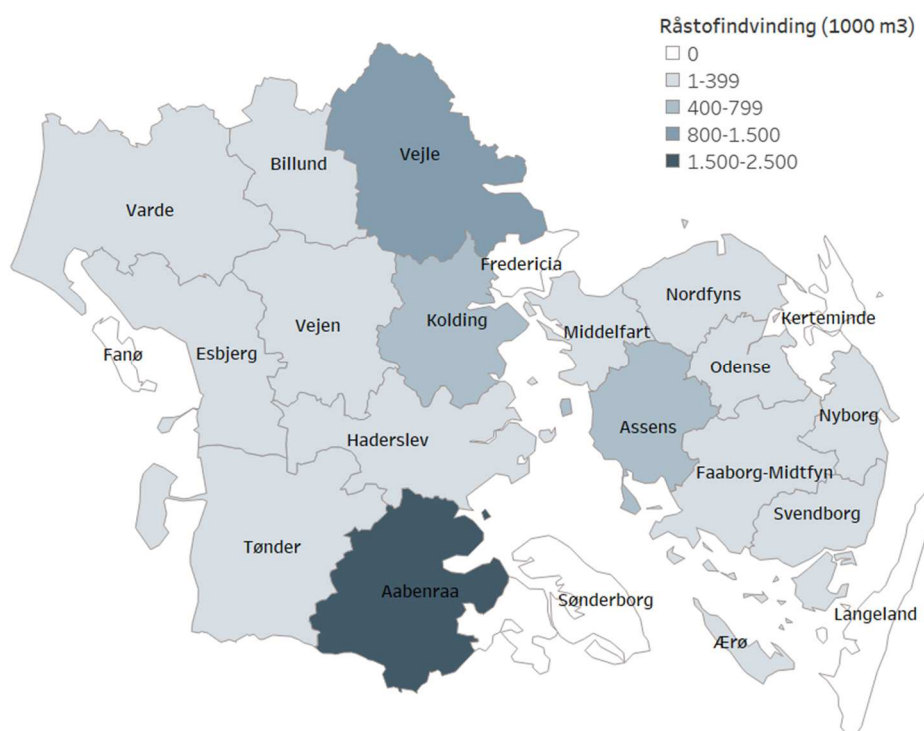 Råstofindvinding (1000 m3)
0
1-399
400-799
800-1.500
1.500-2.500
Vejle
Billund
Varde
Fredericia
Nordfyns
Kerteminde
Vejen
Kolding
Middelfart
Fanø
Esbjerg
Odense
Nyborg
Assens
Haderslev
Faaborg-Midtfyn
Svendborg
Tønder
Aabenraa
Sønderborg
Langeland
Ærø